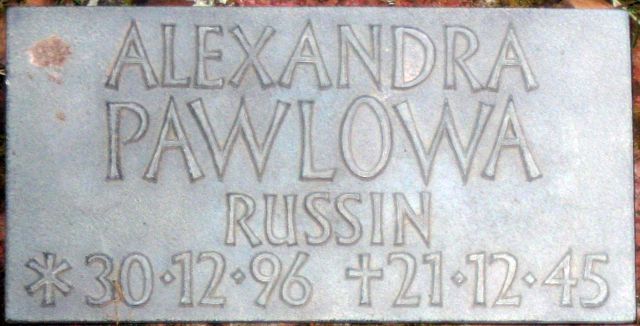 ALEXANDRA
PAWLOWA
RUSSIN
* 30·12·96 †21·12·45